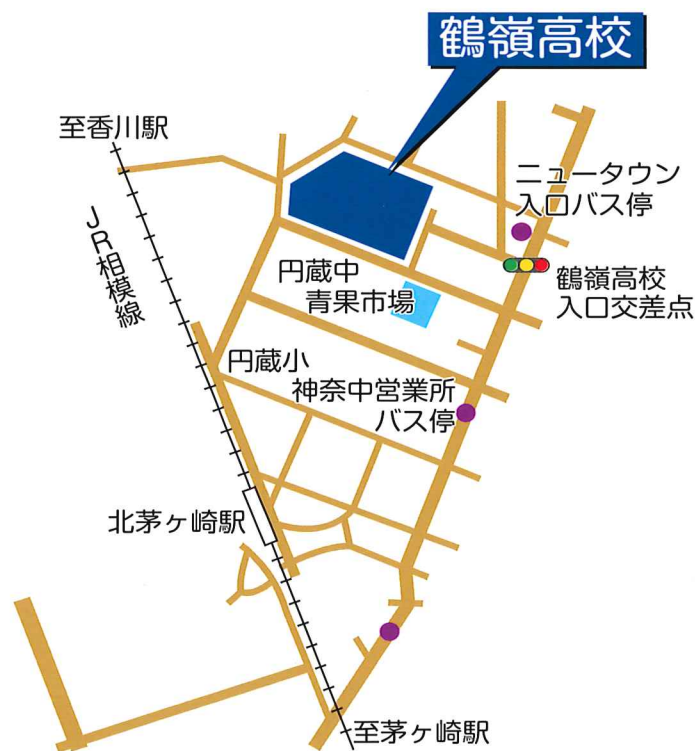 鶴嶺高校
至香川駅
JR相模線
ニュータウン
入口バス停
鶴嶺高校
入口交差点
円蔵中
青果市場
円蔵小
神奈中営業所
バス停
北茅ヶ崎駅
至茅ヶ崎駅